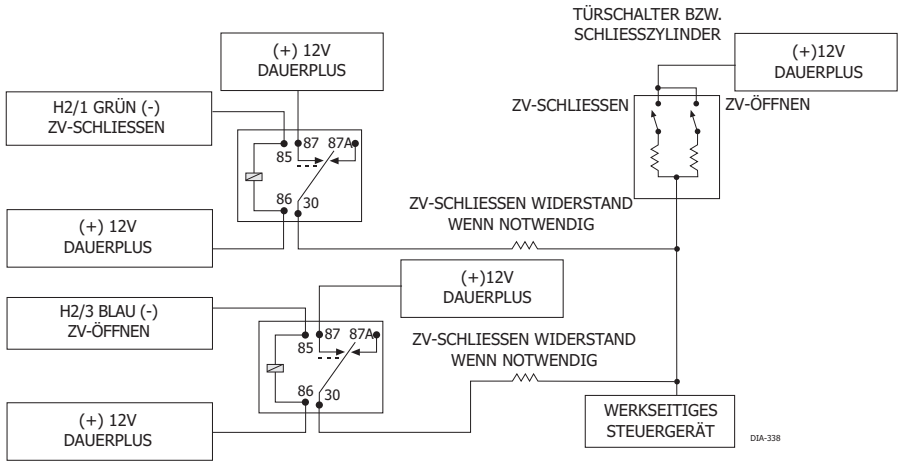 TÜRSCHALTER BZW.
SCHLIESSZYLINDER
(+) 12V
DAUERPLUS
(+)12V
DAUERPLUS
H2/1 GRÜN (-)
ZV-SCHLIESSEN
ZV-SCHLIESSEN
ZV-ÖFFNEN
85
87
87A
86
30
(+) 12V
DAUERPLUS
ZV-SCHLIESSEN WIDERSTAND
WENN NOTWENDIG
(+)12V
DAUERPLUS
H2/3 BLAU (-)
ZV-ÖFFNEN
85
87
87A
86
30
ZV-SCHLIESSEN WIDERSTAND
WENN NOTWENDIG
(+) 12V
DAUERPLUS
WERKSEITIGES
STEUERGERÄT
DIA-338